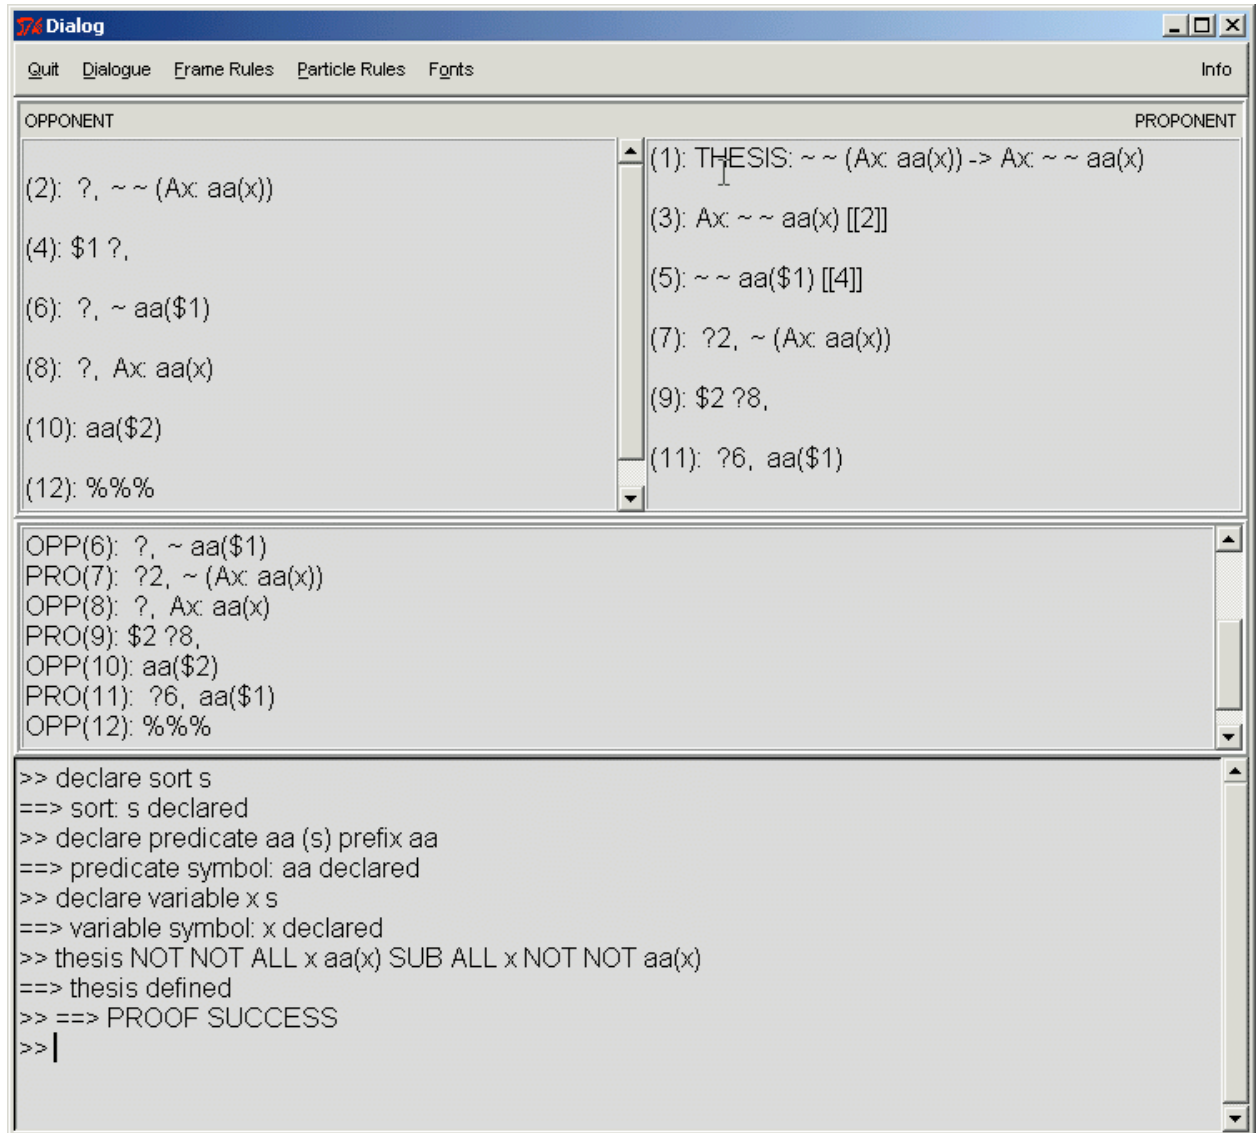 Dialog
Quit Dialogue Frame Rules Particle Rules Fonts Info
OPPONENT PROPONENT
(1): THESIS: ~ ~ (Ax: aa(x)) -> Ax: ~ ~ aa(x)
(2): ?, ~ ~ (Ax: aa(x))
(3): Ax: ~ ~ aa(x) [[2]]
(4): $1 ?,
(5): ~ ~ aa($1) [[4]]
(6): ?, ~ aa($1)
(7): ?2, ~ (Ax: aa(x))
(8): ?, Ax: aa(x)
(9): $2 ?8,
(10): aa($2)
(11): ?6, aa($1)
(12): %%%
OPP(6): ?, ~ aa($1)
PRO(7): ?2, ~ (Ax: aa(x))
OPP(8): ?, Ax: aa(x)
PRO(9): $2 ?8,
OPP(10): aa($2)
PRO(11): ?6, aa($1)
OPP(12): %%%
>> declare sort s
==> sort: s declared
>> declare predicate aa (s) prefix aa
==> predicate symbol: aa declared
>> declare variable x s
==> variable symbol: x declared
>> thesis NOT NOT ALL x aa(x) SUB ALL x NOT NOT aa(x)
==> thesis defined
>> ==> PROOF SUCCESS
>>